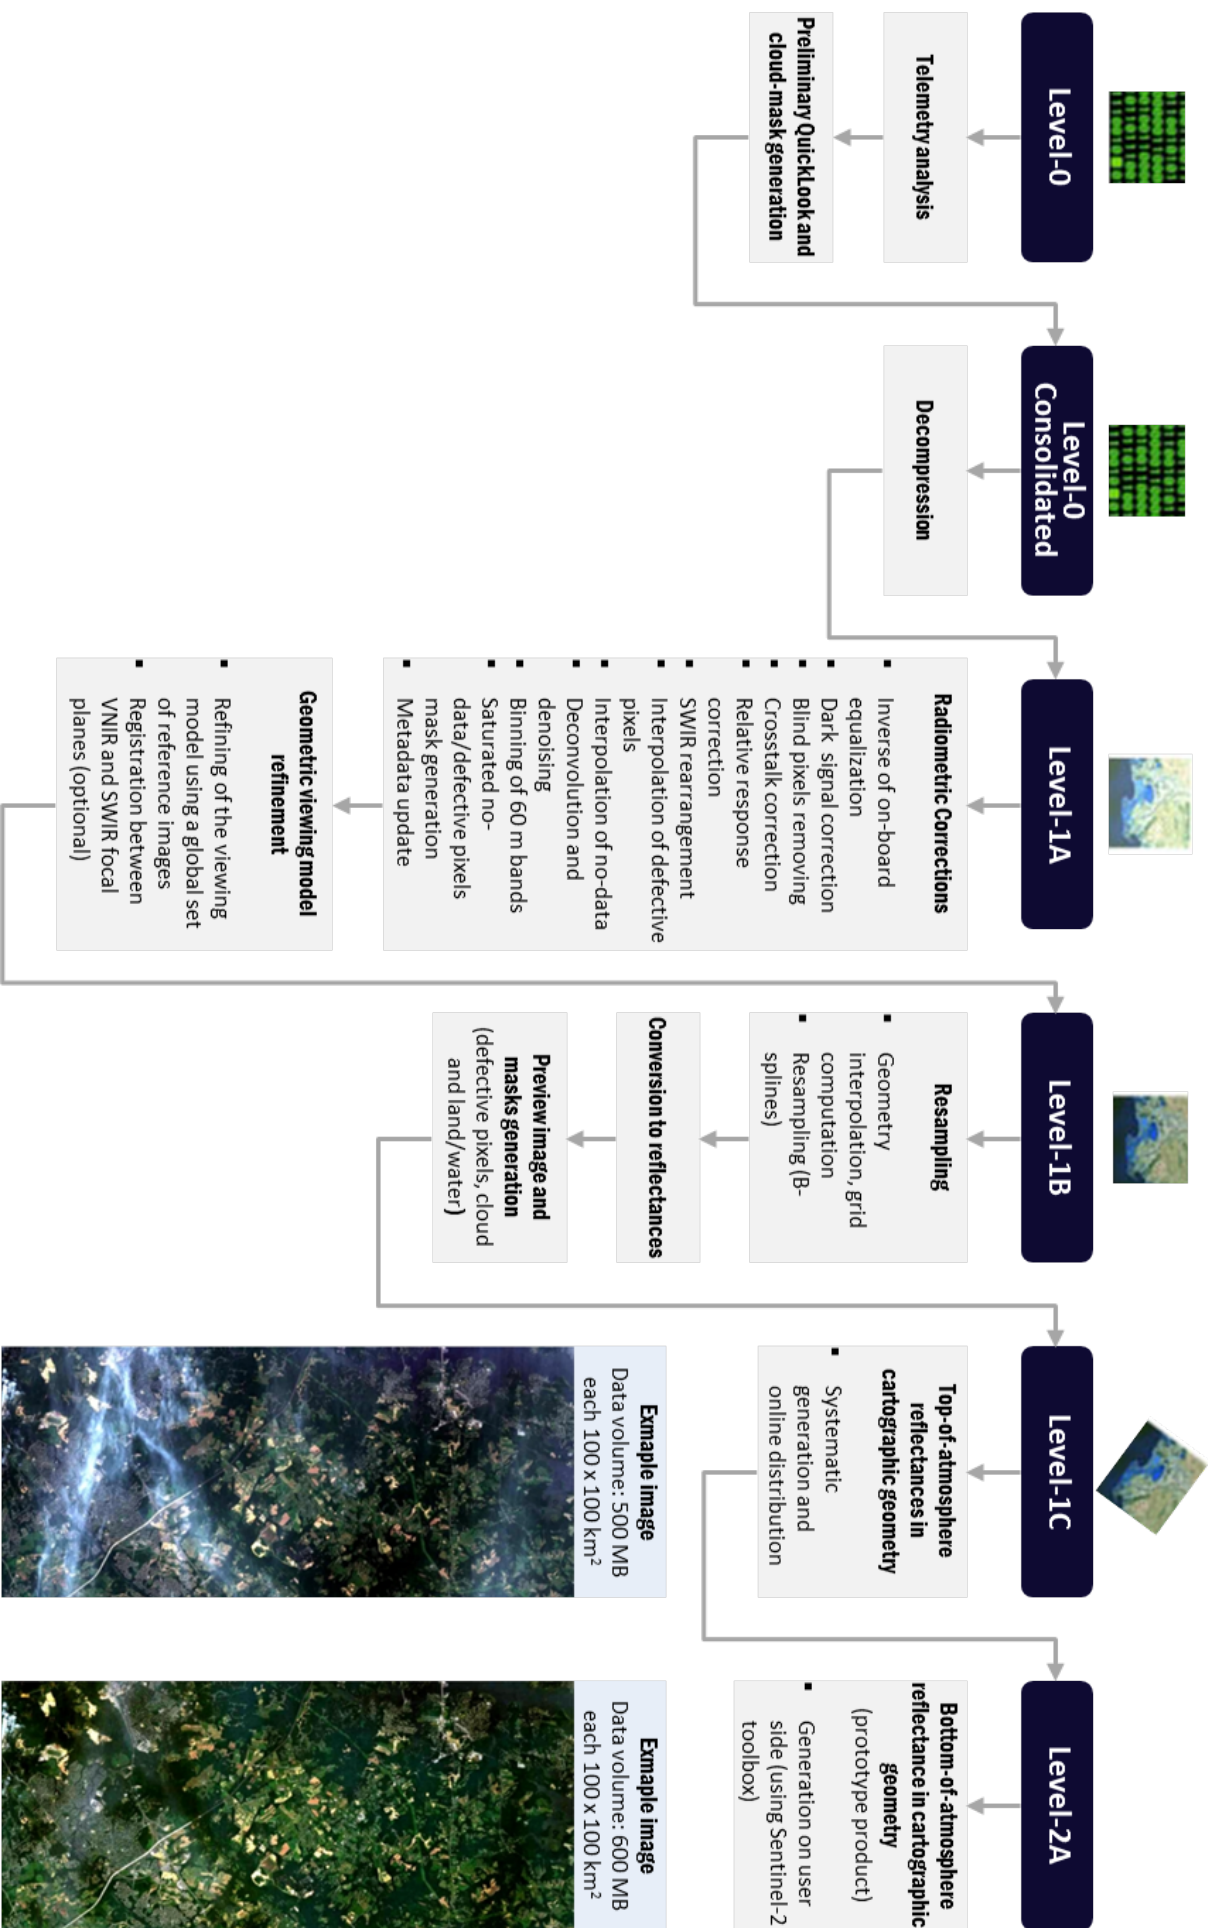 Level-0
Telemetry analysis
Preliminary QuickLook and
cloud-mask generation
Level-0
Consolidated
Decompression
Level-1A
Radiometric Corrections
▪ Inverse of on-board
equalization
▪ Dark signal correction
▪ Blind pixels removing
▪ Crosstalk correction
▪ Relative response
correction
▪ SWIR rearrangement
▪ Interpolation of defective
pixels
▪ Interpolation of no-data
▪ Deconvolution and
denoising
▪ Binning of 60 m bands
▪ Saturated no-
data/defective pixels
mask generation
▪ Metadata update
Geometric viewing model
refinement
▪ Refining of the viewing
model using a global set
of reference images
▪ Registration between
VNIR and SWIR focal
planes (optional)
Level-1B
Resampling
▪ Geometry
interpolation, grid
computation
▪ Resampling (B-
splines)
Conversion to reflectances
Preview image and
masks generation
(defective pixels, cloud
and land/water)
Level-1C
Top-of-atmosphere
reflectances in
cartographic geometry
▪ Systematic
generation and
online distribution
Exmaple image
Data volume: 500 MB
each 100 x 100 km²
Level-2A
Bottom-of-atmosphere
reflectance in cartographic
geometry
(prototype product)
▪ Generation on user
side (using Sentinel-2
toolbox)
Exmaple image
Data volume: 600 MB
each 100 x 100 km²